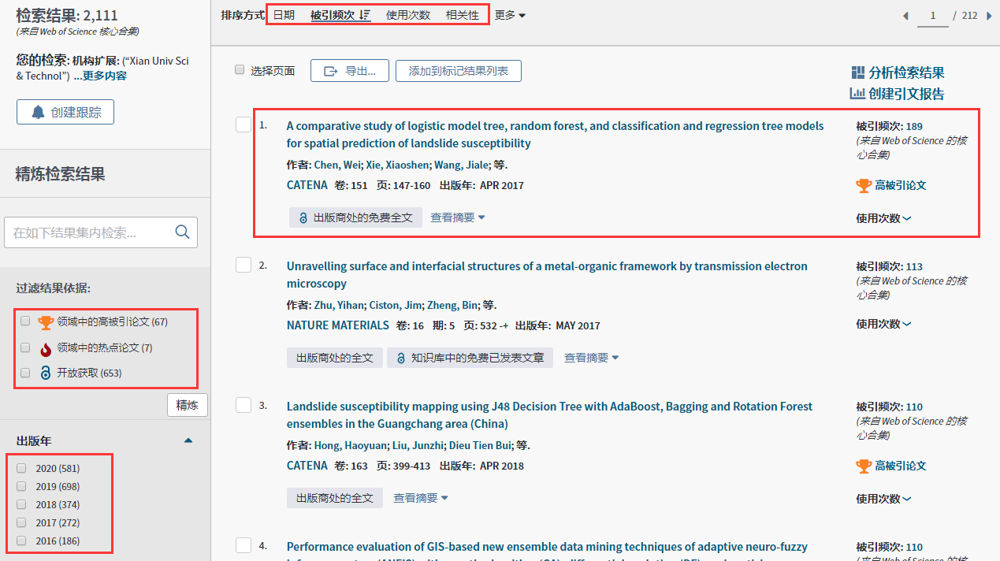 检索结果: 2,111
(来自 Web of Science 核心合集)
您的检索: 机构扩展: (“Xian Univ Sci
& Technol”) ...更多内容
创建跟踪
精炼检索结果
在如下结果集内检索...
过滤结果依据:
领域中的高被引论文 (67)
领域中的热点论文 (7)
开放获取 (653)
精炼
出版年
2020 (581)
2019 (698)
2018 (374)
2017 (272)
2016 (186)
排序方式 日期 被引频次 使用次数 相关性 更多
1 / 212
选择页面 导出... 添加到标记结果列表
分析检索结果
创建引文报告
1. A comparative study of logistic model tree, random forest, and classification and regression tree models
for spatial prediction of landslide susceptibility
作者: Chen, Wei; Xie, Xiaoshen; Wang, Jiale; 等.
CATENA 卷: 151 页: 147-160 出版年: APR 2017
出版商处的免费全文 查看摘要
被引频次: 189
(来自 Web of Science 的核
心合集)
高被引论文
使用次数
2. Unravelling surface and interfacial structures of a metal-organic framework by transmission electron
microscopy
作者: Zhu, Yihan; Ciston, Jim; Zheng, Bin; 等.
NATURE MATERIALS 卷: 16 期: 5 页: 532 -+ 出版年: MAY 2017
出版商处的全文 知识库中的免费已发表文章 查看摘要
被引频次: 113
(来自 Web of Science 的核
心合集)
使用次数
3. Landslide susceptibility mapping using J48 Decision Tree with AdaBoost, Bagging and Rotation Forest
ensembles in the Guangchang area (China)
作者: Hong, Haoyuan; Liu, Junzhi; Dieu Tien Bui; 等.
CATENA 卷: 163 页: 399-413 出版年: APR 2018
出版商处的全文 查看摘要
被引频次: 110
(来自 Web of Science 的核
心合集)
高被引论文
使用次数
4. Performance evaluation of GIS-based new ensemble data mining techniques of adaptive neuro-fuzzy
被引频次: 110